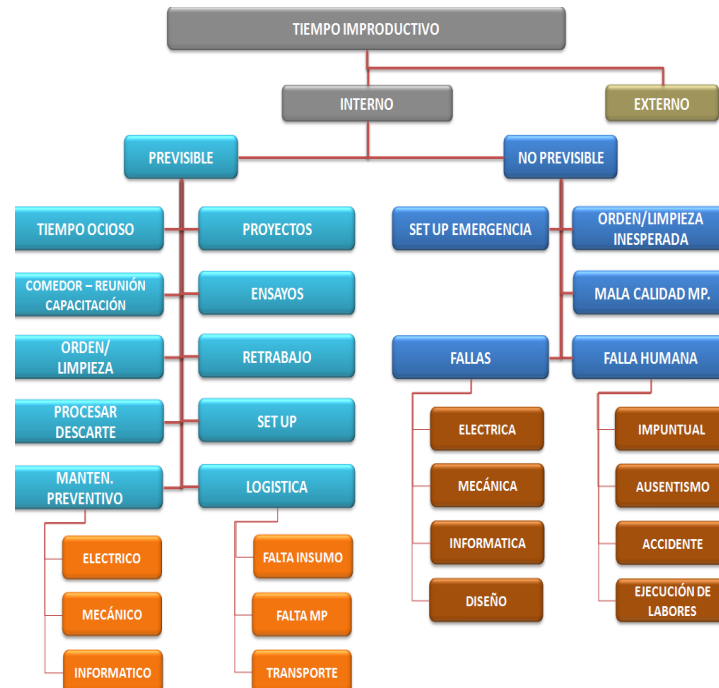 TIEMPO IMPRODUCTIVO
INTERNO
EXTERNO
PREVISIBLE
NO PREVISIBLE
TIEMPO OCIOSO
PROYECTOS
COMEDOR – REUNIÓN
CAPACITACIÓN
ENSAYOS
ORDEN/
LIMPIEZA
RETRABAJO
PROCESAR
DESCARTE
SET UP
MANTEN.
PREVENTIVO
LOGISTICA
ELECTRICO
MECÁNICO
INFORMATICO
FALTA INSUMO
FALTA MP
TRANSPORTE
SET UP EMERGENCIA
ORDEN/LIMPIEZA
INESPERADA
MALA CALIDAD MP.
FALLAS
FALLA HUMANA
ELECTRICA
MECÁNICA
INFORMATICA
DISEÑO
IMPUNTUAL
AUSENTISMO
ACCIDENTE
EJECUCIÓN DE
LABORES